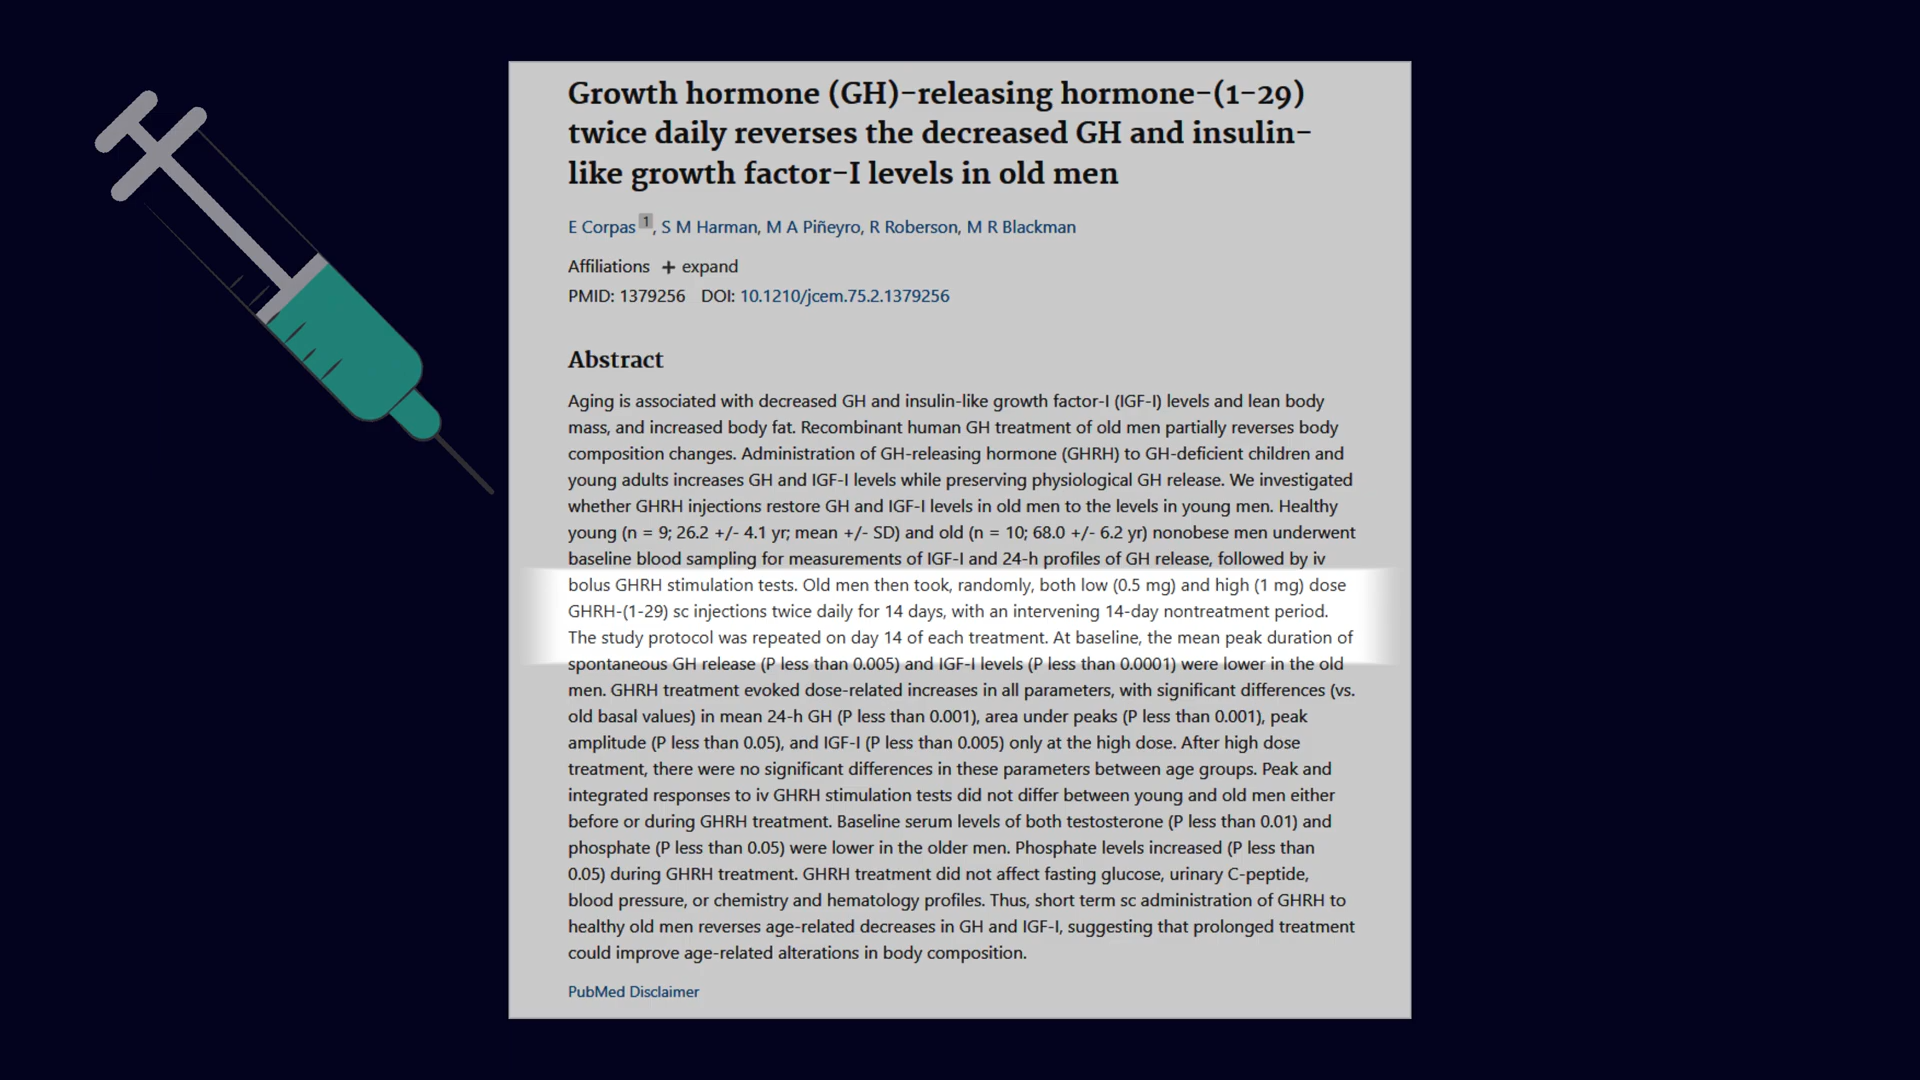 Growth hormone (GH)-releasing hormone-(1-29)
twice daily reverses the decreased GH and insulin-
like growth factor-I levels in old men
E Corpas 1, S M Harman, M A Piñeyro, R Roberson, M R Blackman
Affiliations + expand
PMID: 1379256 DOI: 10.1210/jcem.75.2.1379256
Abstract
Aging is associated with decreased GH and insulin-like growth factor-I (IGF-I) levels and lean body
mass, and increased body fat. Recombinant human GH treatment of old men partially reverses body
composition changes. Administration of GH-releasing hormone (GHRH) to GH-deficient children and
young adults increases GH and IGF-I levels while preserving physiological GH release. We investigated
whether GHRH injections restore GH and IGF-I levels in old men to the levels in young men. Healthy
young (n = 9; 26.2 +/- 4.1 yr; mean +/- SD) and old (n = 10; 68.0 +/- 6.2 yr) nonobese men underwent
baseline blood sampling for measurements of IGF-I and 24-h profiles of GH release, followed by iv
bolus GHRH stimulation tests. Old men then took, randomly, both low (0.5 mg) and high (1 mg) dose
GHRH-(1-29) sc injections twice daily for 14 days, with an intervening 14-day nontreatment period.
The study protocol was repeated on day 14 of each treatment. At baseline, the mean peak duration of
spontaneous GH release (P less than 0.005) and IGF-I levels (P less than 0.0001) were lower in the old
men. GHRH treatment evoked dose-related increases in all parameters, with significant differences (vs.
old basal values) in mean 24-h GH (P less than 0.001), area under peaks (P less than 0.001), peak
amplitude (P less than 0.05), and IGF-I (P less than 0.005) only at the high dose. After high dose
treatment, there were no significant differences in these parameters between age groups. Peak and
integrated responses to iv GHRH stimulation tests did not differ between young and old men either
before or during GHRH treatment. Baseline serum levels of both testosterone (P less than 0.01) and
phosphate (P less than 0.05) were lower in the older men. Phosphate levels increased (P less than
0.05) during GHRH treatment. GHRH treatment did not affect fasting glucose, urinary C-peptide,
blood pressure, or chemistry and hematology profiles. Thus, short term sc administration of GHRH to
healthy old men reverses age-related decreases in GH and IGF-I, suggesting that prolonged treatment
could improve age-related alterations in body composition.
PubMed Disclaimer